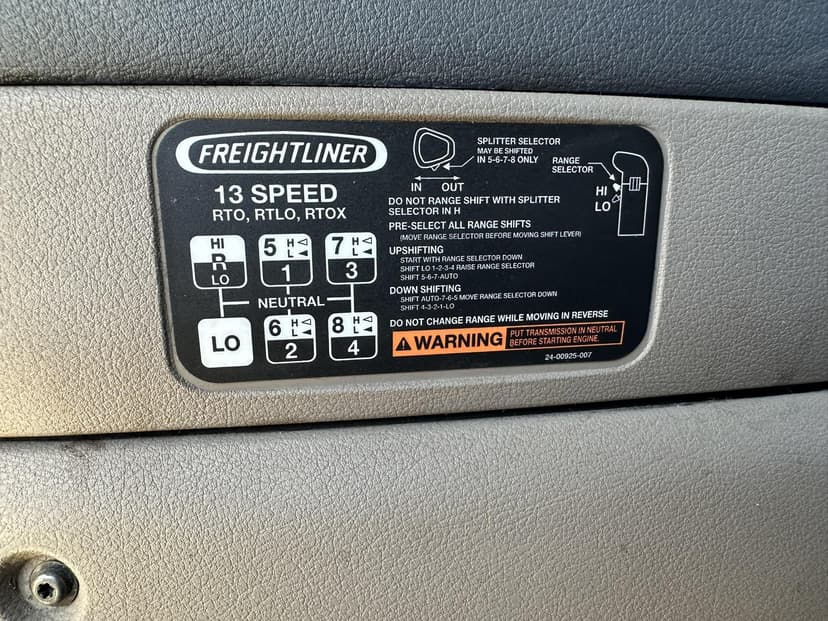 FREIGHTLINER
13 SPEED
RTO, RTLO, RTOX
HI
R
LO
5 H L
1
7 H L
3
NEUTRAL
LO
6 H L
2
8 H L
4
SPLITTER SELECTOR
MAY BE SHIFTED
IN 5-6-7-8 ONLY
IN OUT
RANGE
SELECTOR
HI
LO
DO NOT RANGE SHIFT WITH SPLITTER
SELECTOR IN H
PRE-SELECT ALL RANGE SHIFTS
(MOVE RANGE SELECTOR BEFORE MOVING SHIFT LEVER)
UPSHIFTING
START WITH RANGE SELECTOR DOWN
SHIFT LO 1-2-3-4 RAISE RANGE SELECTOR
SHIFT 5-6-7-AUTO
DOWN SHIFTING
SHIFT AUTO-7-6-5 MOVE RANGE SELECTOR DOWN
SHIFT 4-3-2-1-LO
DO NOT CHANGE RANGE WHILE MOVING IN REVERSE
WARNING
PUT TRANSMISSION IN NEUTRAL
BEFORE STARTING ENGINE.
24-00925-007